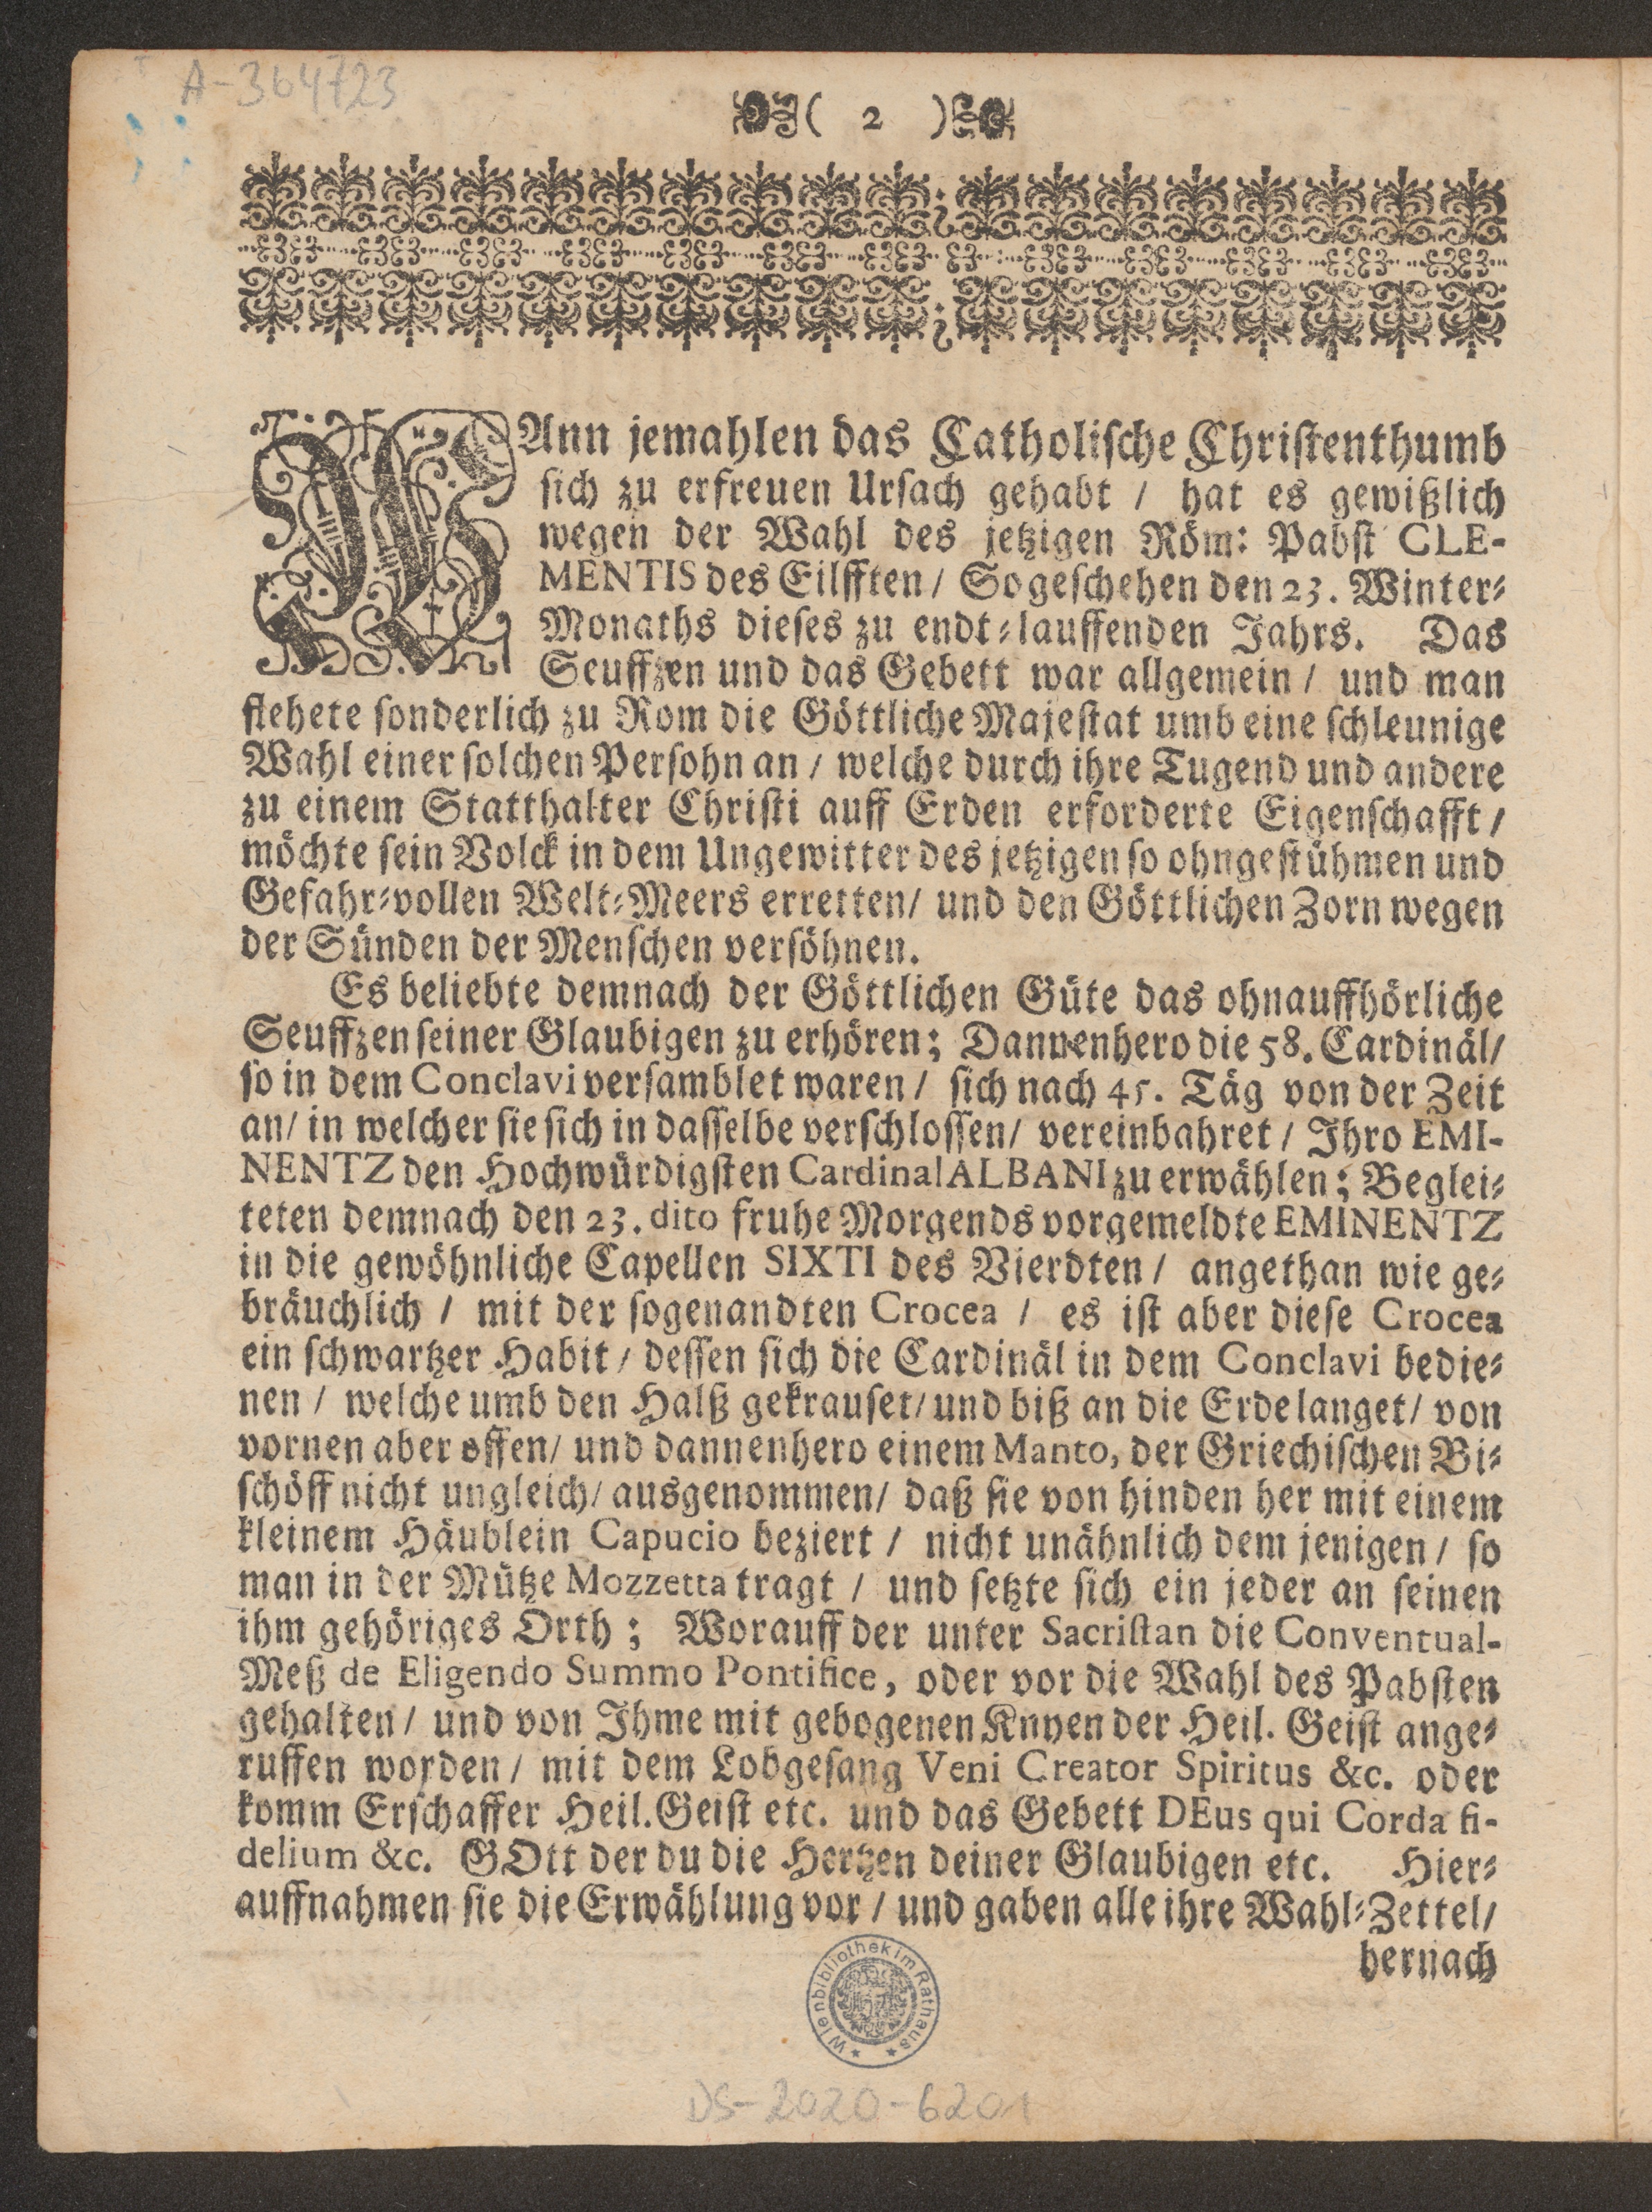 A-364723
( 2 )
WAnn jemahlen das Catholische Christenthumb
sich zu erfreuen Ursach gehabt / hat es gewißlich
wegen der Wahl des jetzigen Röm: Pabst CLE-
MENTIS des Eilfften / So geschehen den 23. Winter-
Monaths dieses zu endt-lauffenden Jahrs. Das
Seuffzen und das Gebett war allgemein / und man
flehete sonderlich zu Rom die Göttliche Majestat umb eine schleunige
Wahl einer solchen Persohn an / welche durch ihre Tugend und andere
zu einem Statthalter Christi auff Erden erforderte Eigenschafft /
möchte sein Volck in dem Ungewitter des jetzigen so ohngestühmen und
Gefahr-vollen Welt-Meers erretten / und den Göttlichen Zorn wegen
der Sünden der Menschen versöhnen.
Es beliebte demnach der Göttlichen Güte das ohnauffhörliche
Seuffzen seiner Glaubigen zu erhören; Dannenhero die 58. Cardinäl /
so in dem Conclavi versamblet waren / sich nach 45. Täg von der Zeit
an / in welcher sie sich in dasselbe verschlossen / vereinbahret / Ihro EMI-
NENTZ den Hochwürdigsten Cardinal ALBANI zu erwählen; Beglei-
teten demnach den 23. dito fruhe Morgends vorgemeldte EMINENTZ
in die gewöhnliche Capellen SIXTI des Vierdten / angethan wie ge-
bräuchlich / mit der sogenandten Crocea / es ist aber diese Crocea
ein schwartzer Habit / dessen sich die Cardinäl in dem Conclavi bedie-
nen / welche umb den Halß gekrauset / und biß an die Erde langet / von
vornen aber offen / und dannenhero einem Manto, der Griechischen Bi-
schöff nicht ungleich / ausgenommen / daß sie von hinden her mit einem
kleinem Häublein Capucio beziert / nicht unähnlich dem jenigen / so
man in der Mütze Mozzetta tragt / und setzte sich ein jeder an seinen
ihm gehöriges Orth; Worauff der unter Sacristan die Conventual-
Meß de Eligendo Summo Pontifice, oder vor die Wahl des Pabsten
gehalten / und von Ihme mit gebogenen Knyen der Heil. Geist ange-
ruffen worden / mit dem Lobgesang Veni Creator Spiritus &c. oder
komm Erschaffer Heil. Geist etc. und das Gebett DEus qui Corda fi-
delium &c. GOtt der du die Hertzen deiner Glaubigen etc. Hier-
auffnahmen sie die Erwählung vor / und gaben alle ihre Wahl-Zettel /
hernach
Wienbibliothek im Rathaus
DS-2020-6201